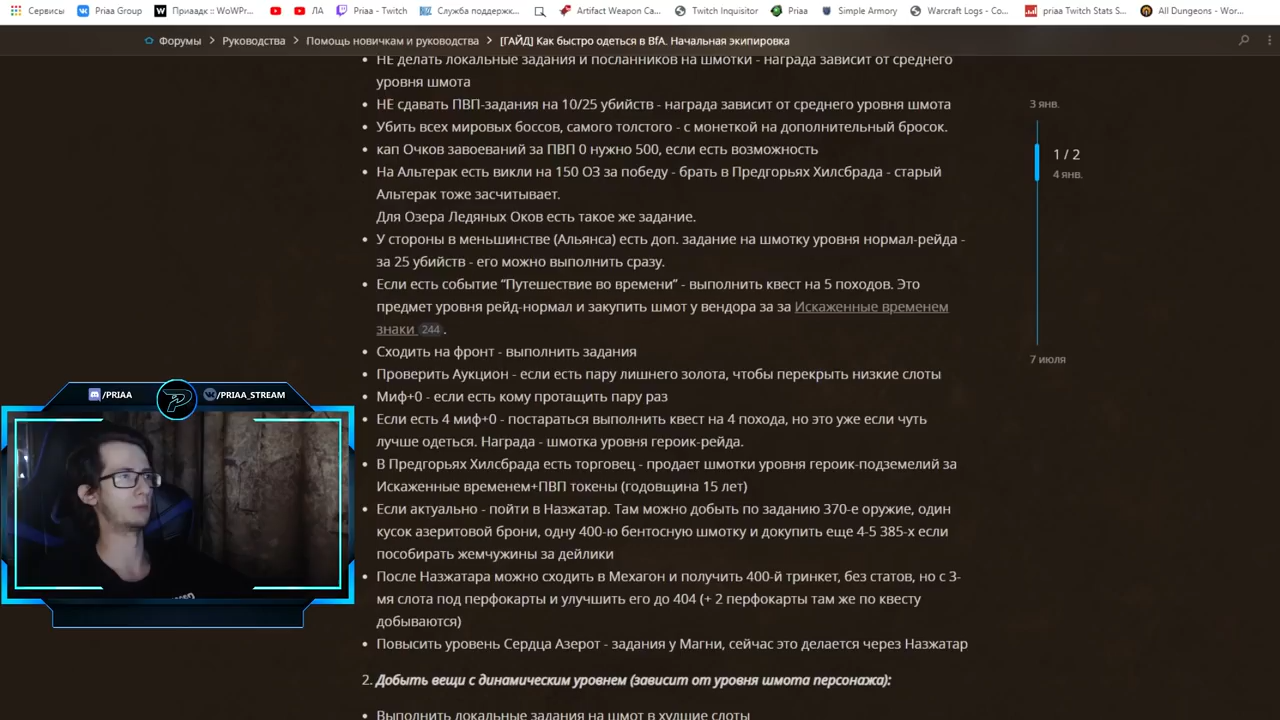 Сервисы
VK Priaa Group
W Приаадк :: WoWPr...
ЛА
Priaa - Twitch
Служба поддержк...
Artifact Weapon Ca...
Twitch Inquisitor
Priaa
Simple Armory
Warcraft Logs - Co...
priaa Twitch Stats S...
All Dungeons - Wor...
Форумы > Руководства > Помощь новичкам и руководства > [ГАЙД] Как быстро одеться в BfA. Начальная экипировка
• НЕ делать локальные задания и посланников на шмотки - награда зависит от среднего
уровня шмота
• НЕ сдавать ПВП-задания на 10/25 убийств - награда зависит от среднего уровня шмота
• Убить всех мировых боссов, самого толстого - с монеткой на дополнительный бросок.
• кап Очков завоеваний за ПВП 0 нужно 500, если есть возможность
• На Альтерак есть викли на 150 ОЗ за победу - брать в Предгорьях Хилсбрада - старый
Альтерак тоже засчитывает.
Для Озера Ледяных Оков есть такое же задание.
• У стороны в меньшинстве (Альянса) есть доп. задание на шмотку уровня нормал-рейда -
за 25 убийств - его можно выполнить сразу.
• Если есть событие “Путешествие во времени” - выполнить квест на 5 походов. Это
предмет уровня рейд-нормал и закупить шмот у вендора за за Искаженные временем
знаки 244 .
• Сходить на фронт - выполнить задания
• Проверить Аукцион - если есть пару лишнего золота, чтобы перекрыть низкие слоты
• Миф+0 - если есть кому протащить пару раз
• Если есть 4 миф+0 - постараться выполнить квест на 4 похода, но это уже если чуть
лучше одеться. Награда - шмотка уровня героик-рейда.
• В Предгорьях Хилсбрада есть торговец - продает шмотки уровня героик-подземелий за
Искаженные временем+ПВП токены (годовщина 15 лет)
• Если актуально - пойти в Назжатар. Там можно добыть по заданию 370-е оружие, один
кусок азеритовой брони, одну 400-ю бентосную шмотку и докупить еще 4-5 385-х если
пособирать жемчужины за дейлики
• После Назжатара можно сходить в Мехагон и получить 400-й тринкет, без статов, но с 3-
мя слота под перфокарты и улучшить его до 404 (+ 2 перфокарты там же по квесту
добываются)
• Повысить уровень Сердца Азерот - задания у Магни, сейчас это делается через Назжатар
2. Добыть вещи с динамическим уровнем (зависит от уровня шмота персонажа):
• Выполнить локальные задания на шмот в худшие слоты
3 янв.
1 / 2
4 янв.
7 июля
/PRIAA
/PRIAA_STREAM